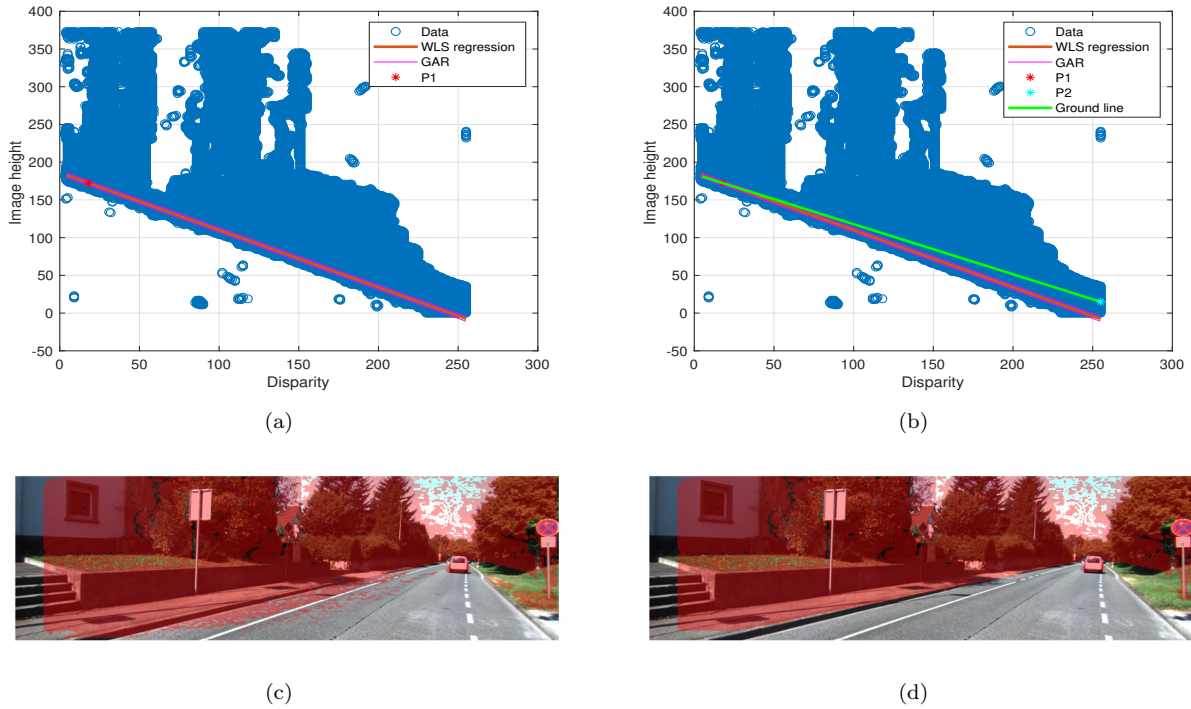 400
350
300
250
200
150
100
50
0
-50
Image height
0 50 100 150 200 250 300
Disparity
Data
WLS regression
GAR
P1
(a)
400
350
300
250
200
150
100
50
0
-50
Image height
0 50 100 150 200 250 300
Disparity
Data
WLS regression
GAR
P1
P2
Ground line
(b)
(c)
(d)